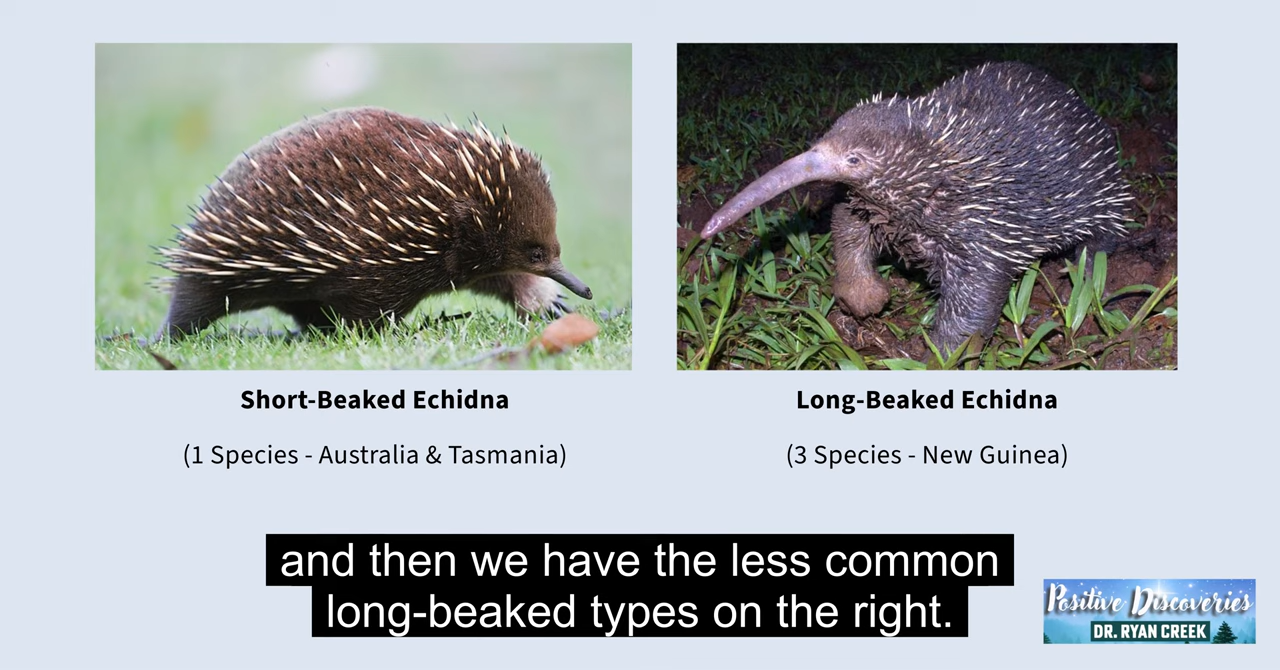 Short-Beaked Echidna
(1 Species - Australia & Tasmania)
Long-Beaked Echidna
(3 Species - New Guinea)
and then we have the less common
long-beaked types on the right.
Positive Discoveries
DR. RYAN CREEK